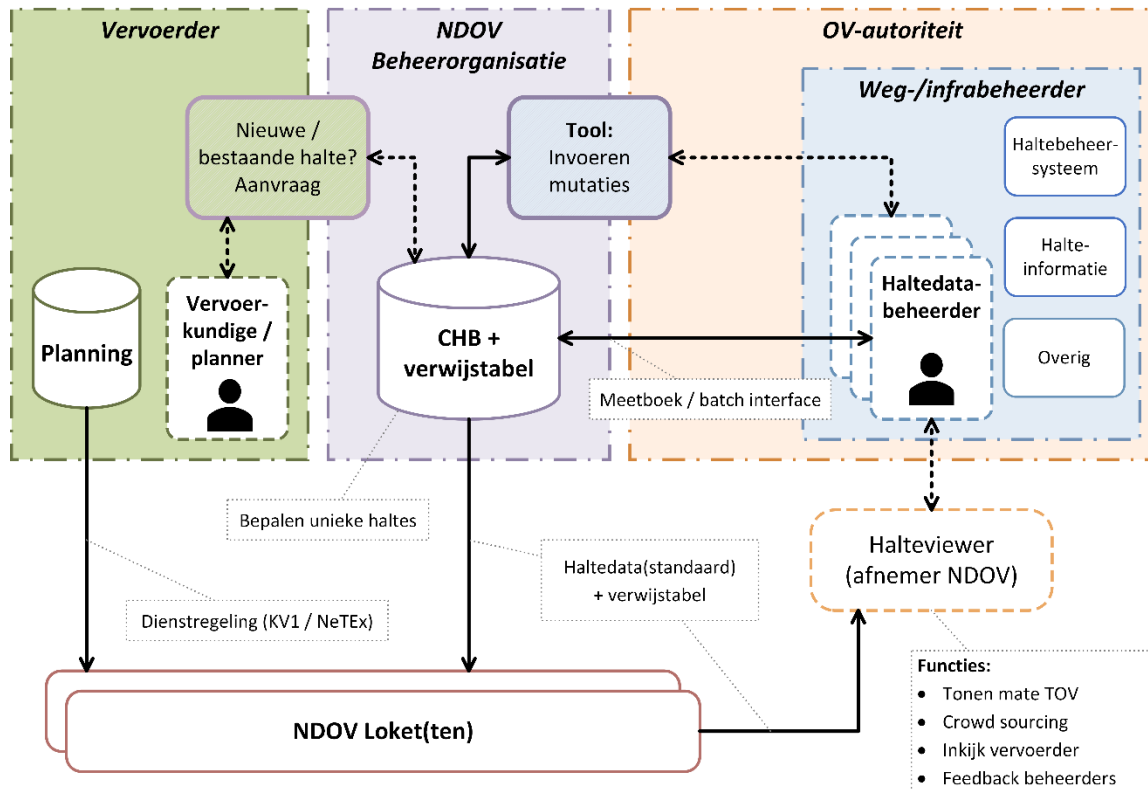 Vervoerder
NDOV
Beheerorganisatie
OV-autoriteit
Weg-/infrabeheerder
Nieuwe /
bestaande halte?
Aanvraag
Tool:
Invoeren
mutaties
Haltebeheer-
systeem
Halte-
informatie
Overig
Planning
Vervoer-
kundige /
planner
CHB +
verwijstabel
Haltedata-
beheerder
Meetboek / batch interface
Bepalen unieke haltes
Haltedata(standaard)
+ verwijstabel
Dienstregeling (KV1 / NeTEx)
Halteviewer
(afnemer NDOV)
NDOV Loket(ten)
Functies:
• Tonen mate TOV
• Crowd sourcing
• Inkijk vervoerder
• Feedback beheerders